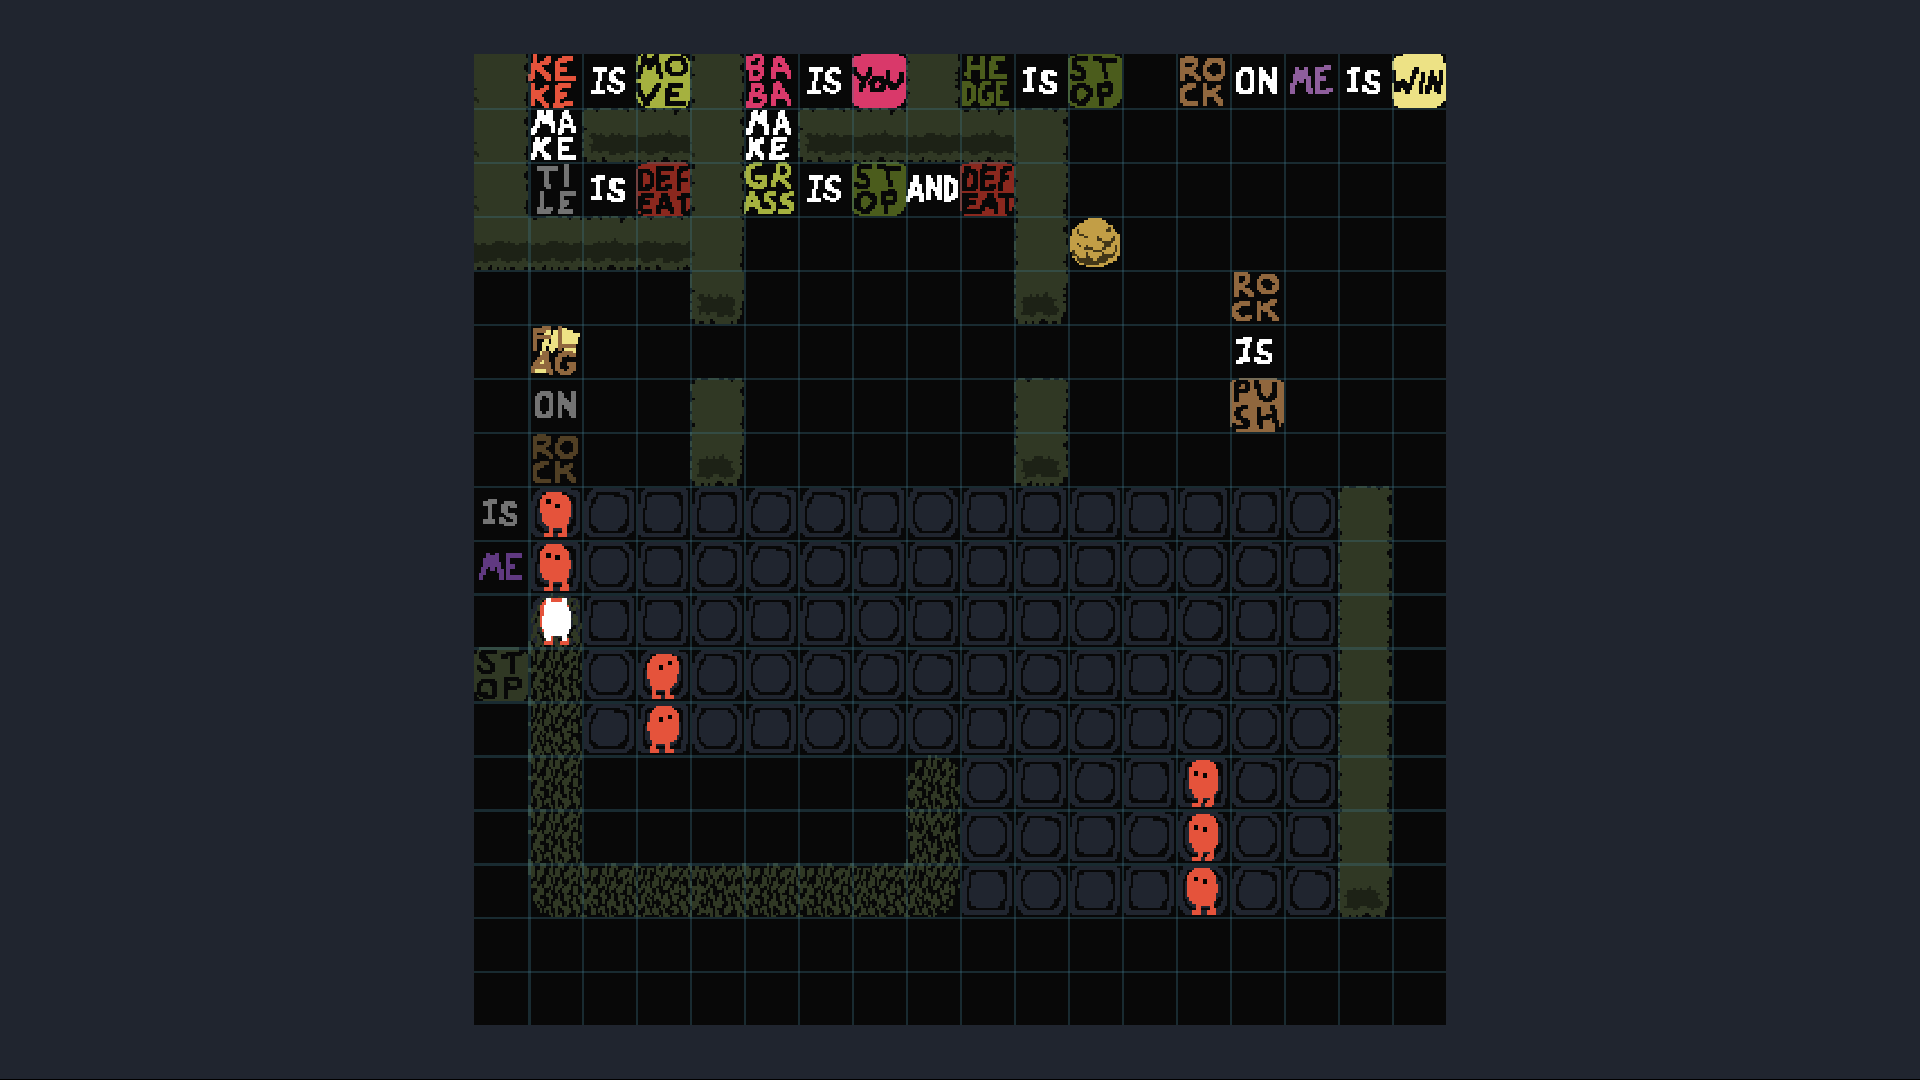 KEKE IS MOVE BABA IS YOU HEDGE IS STOP ROCK ON ME IS WIN
MAKE MAKE
TILE IS DEFEAT GRASS IS STOP AND DEFEAT
ROCK
FLAG IS
ON PUSH
ROCK
IS
ME
STOP